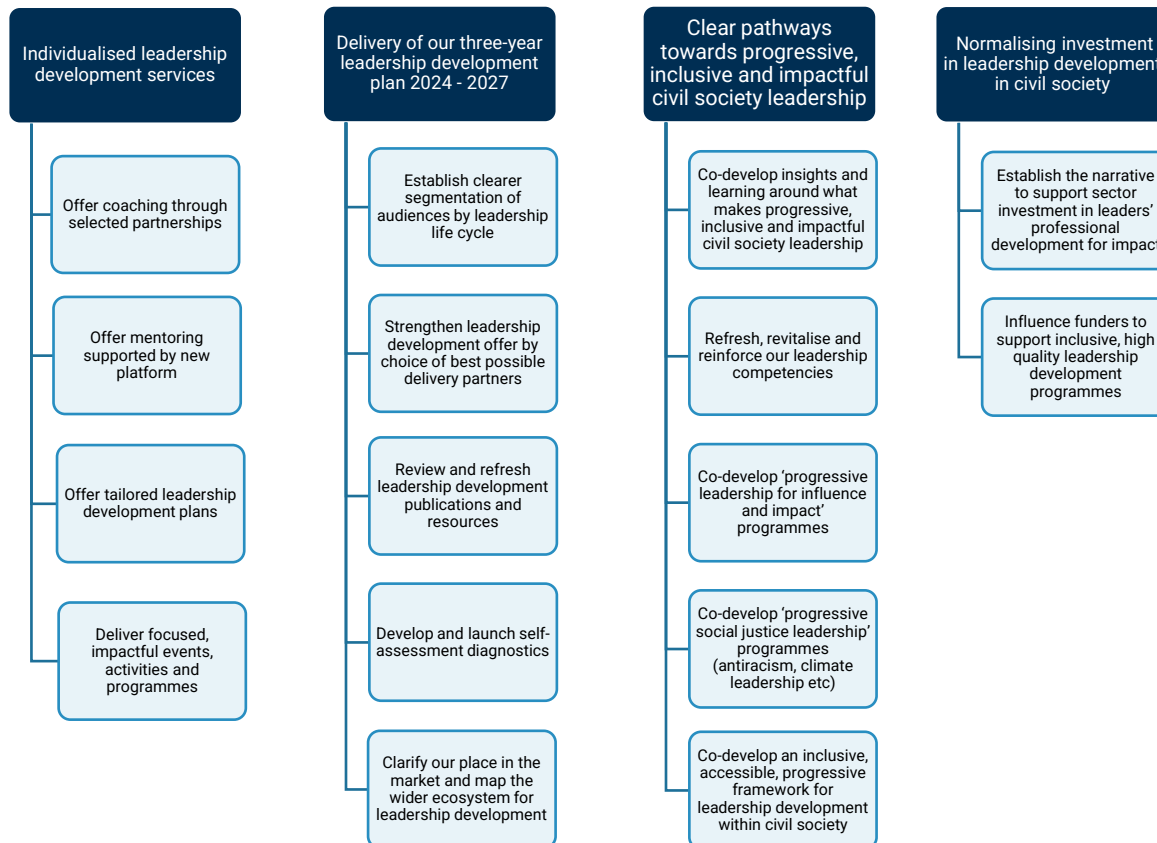 Individualised leadership
development services
Offer coaching through
selected partnerships
Offer mentoring
supported by new
platform
Offer tailored leadership
development plans
Deliver focused,
impactful events,
activities and
programmes
Delivery of our three-year
leadership development
plan 2024 - 2027
Establish clearer
segmentation of
audiences by leadership
life cycle
Strengthen leadership
development offer by
choice of best possible
delivery partners
Review and refresh
leadership development
publications and
resources
Develop and launch self-
assessment diagnostics
Clarify our place in the
market and map the
wider ecosystem for
leadership development
Clear pathways
towards progressive,
inclusive and impactful
civil society leadership
Co-develop insights and
learning around what
makes progressive,
inclusive and impactful
civil society leadership
Refresh, revitalise and
reinforce our leadership
competencies
Co-develop ‘progressive
leadership for influence
and impact’
programmes
Co-develop ‘progressive
social justice leadership’
programmes
(antiracism, climate
leadership etc)
Co-develop an inclusive,
accessible, progressive
framework for
leadership development
within civil society
Normalising investment
in leadership development
in civil society
Establish the narrative
to support sector
investment in leaders’
professional
development for impact
Influence funders to
support inclusive, high
quality leadership
development
programmes